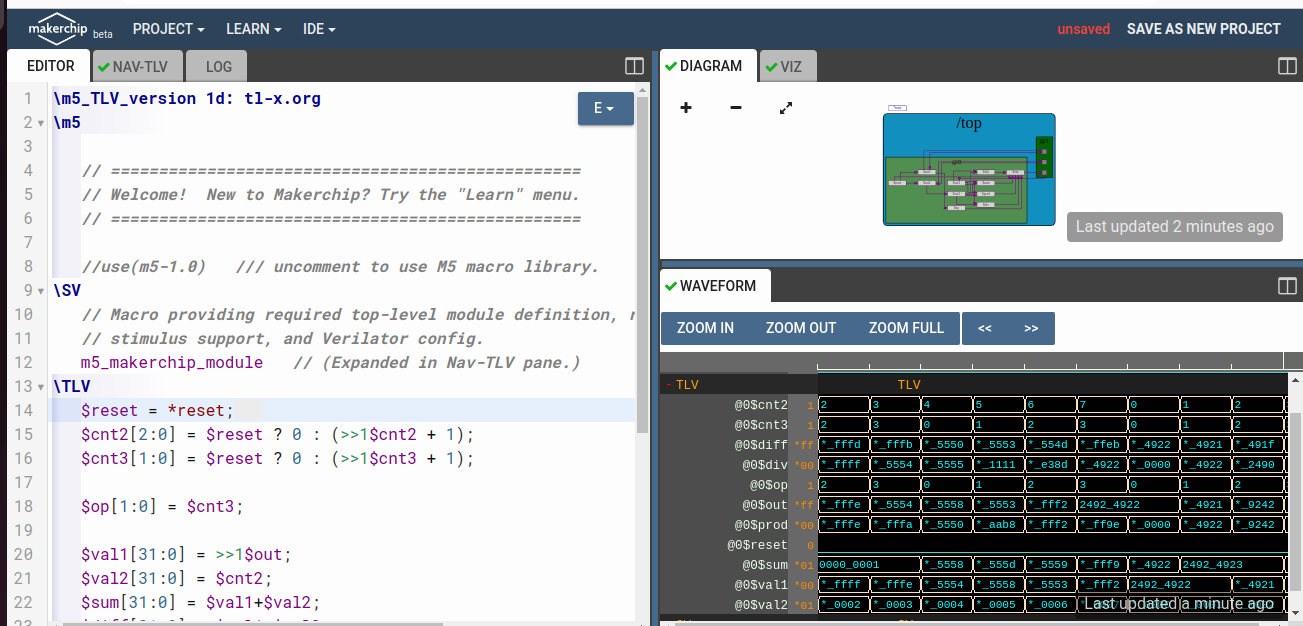 makerchip beta PROJECT LEARN IDE unsaved SAVE AS NEW PROJECT
EDITOR NAV-TLV LOG
E
1 \m5_TLV_version 1d: tl-x.org
2 \m5
3
4 // =================================================
5 // Welcome!  New to Makerchip? Try the "Learn" menu.
6 // =================================================
7
8 //use(m5-1.0)   /// uncomment to use M5 macro library.
9 \SV
10 // Macro providing required top-level module definition,
11 // stimulus support, and Verilator config.
12 m5_makerchip_module   // (Expanded in Nav-TLV pane.)
13 \TLV
14 $reset = *reset;
15 $cnt2[2:0] = $reset ? 0 : (>>1$cnt2 + 1);
16 $cnt3[1:0] = $reset ? 0 : (>>1$cnt3 + 1);
17
18 $op[1:0] = $cnt3;
19
20 $val1[31:0] = >>1$out;
21 $val2[31:0] = $cnt2;
22 $sum[31:0] = $val1+$val2;
23
DIAGRAM VIZ
+ −
/top
Last updated 2 minutes ago
WAVEFORM
ZOOM IN ZOOM OUT ZOOM FULL << >>
- TLV TLV
@0$cnt2 1 2 3 4 5 6 7 0 1 2
@0$cnt3 1 2 3 0 1 2 3 0 1 2
@0$diff *ff *_fffd *_fffb *_5550 *_5553 *_554d *_ffeb *_4922 *_4921 *_491f
@0$div *00 *_ffff *_5554 *_5555 *_1111 *_e38d *_4922 *_0000 *_4922 *_2490
@0$op 1 2 3 0 1 2 3 0 1 2
@0$out *ff *_fffe *_5554 *_5558 *_5553 *_fff2 2492_4922 *_4921 *_9242
@0$prod *00 *_fffe *_fffa *_5550 *_aab8 *_fff2 *_ff9e *_0000 *_4922 *_9242
@0$reset 0
@0$sum *01 0000_0001 *_5558 *_555d *_5559 *_fff9 *_4922 2492_4923
@0$val1 *00 *_ffff *_fffe *_5554 *_5558 *_5553 *_fff2 2492_4922 *_4921
@0$val2 *01 *_0002 *_0003 *_0004 *_0005 *_0006
Last updated a minute ago